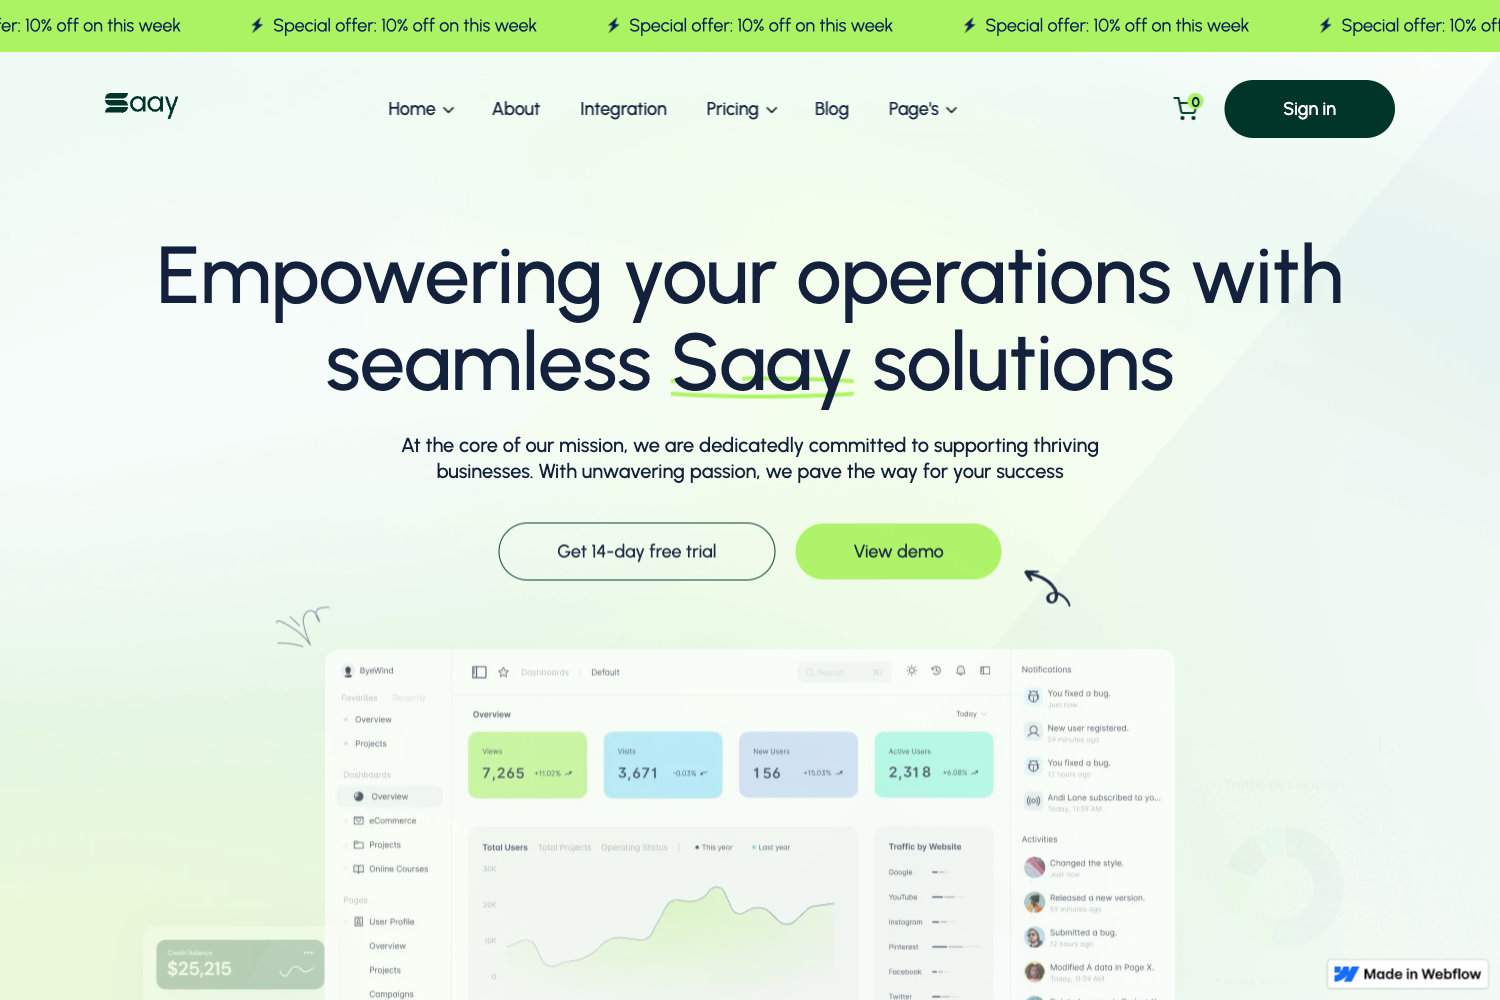 er: 10% off on this week
Special offer: 10% off on this week
Special offer: 10% off on this week
Special offer: 10% off on this week
Special offer: 10% off
Saay
Home
About
Integration
Pricing
Blog
Page's
0
Sign in
Empowering your operations with
seamless Saay solutions
At the core of our mission, we are dedicatedly committed to supporting thriving
businesses. With unwavering passion, we pave the way for your success
Get 14-day free trial
View demo
ByeWind
Favorites Recently
Overview
Projects
Dashboards
Overview
eCommerce
Projects
Online Courses
Pages
User Profile
Overview
Projects
Campaigns
Dashboards / Default
Search ⌘/
Overview
Today
Views
7,265 +11.02%
Visits
3,671 -0.03%
New Users
156 +15.03%
Active Users
2,318 +6.08%
Total Users Total Projects Operating Status | • This year • Last year
30K
20K
10K
0
Traffic by Website
Google
YouTube
Instagram
Pinterest
Facebook
Twitter
Notifications
You fixed a bug.
Just now
New user registered.
59 minutes ago
You fixed a bug.
12 hours ago
Andi Lane subscribed to yo...
Today, 11:59 AM
Activities
Changed the style.
Just now
Released a new version.
59 minutes ago
Submitted a bug.
12 hours ago
Modified A data in Page X.
Today, 11:59 AM
Traffic by Location
Credit Balance
$25,215
Made in Webflow